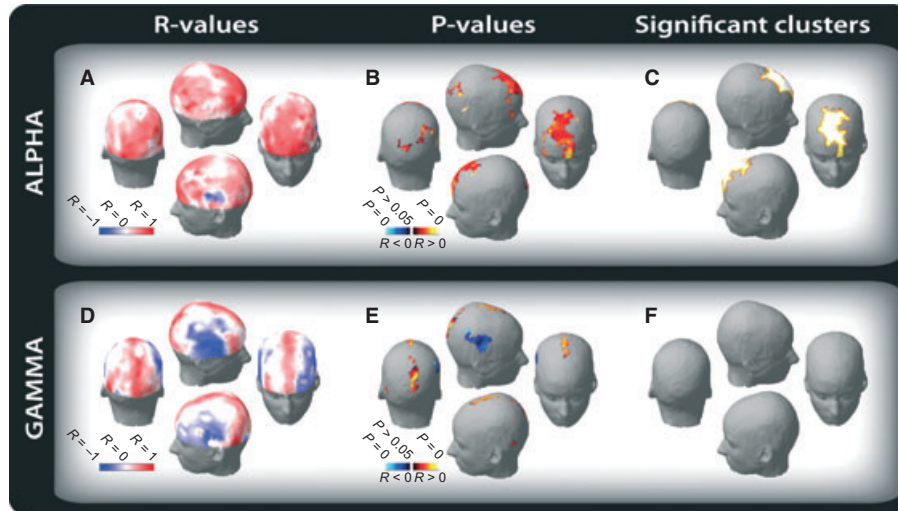 R-values
P-values
Significant clusters
ALPHA
A
B
C
R = –1
R = 0
R = 1
P > 0.05
P = 0
P = 0
R < 0
R > 0
GAMMA
D
E
F
R = –1
R = 0
R = 1
P > 0.05
P = 0
P = 0
R < 0
R > 0